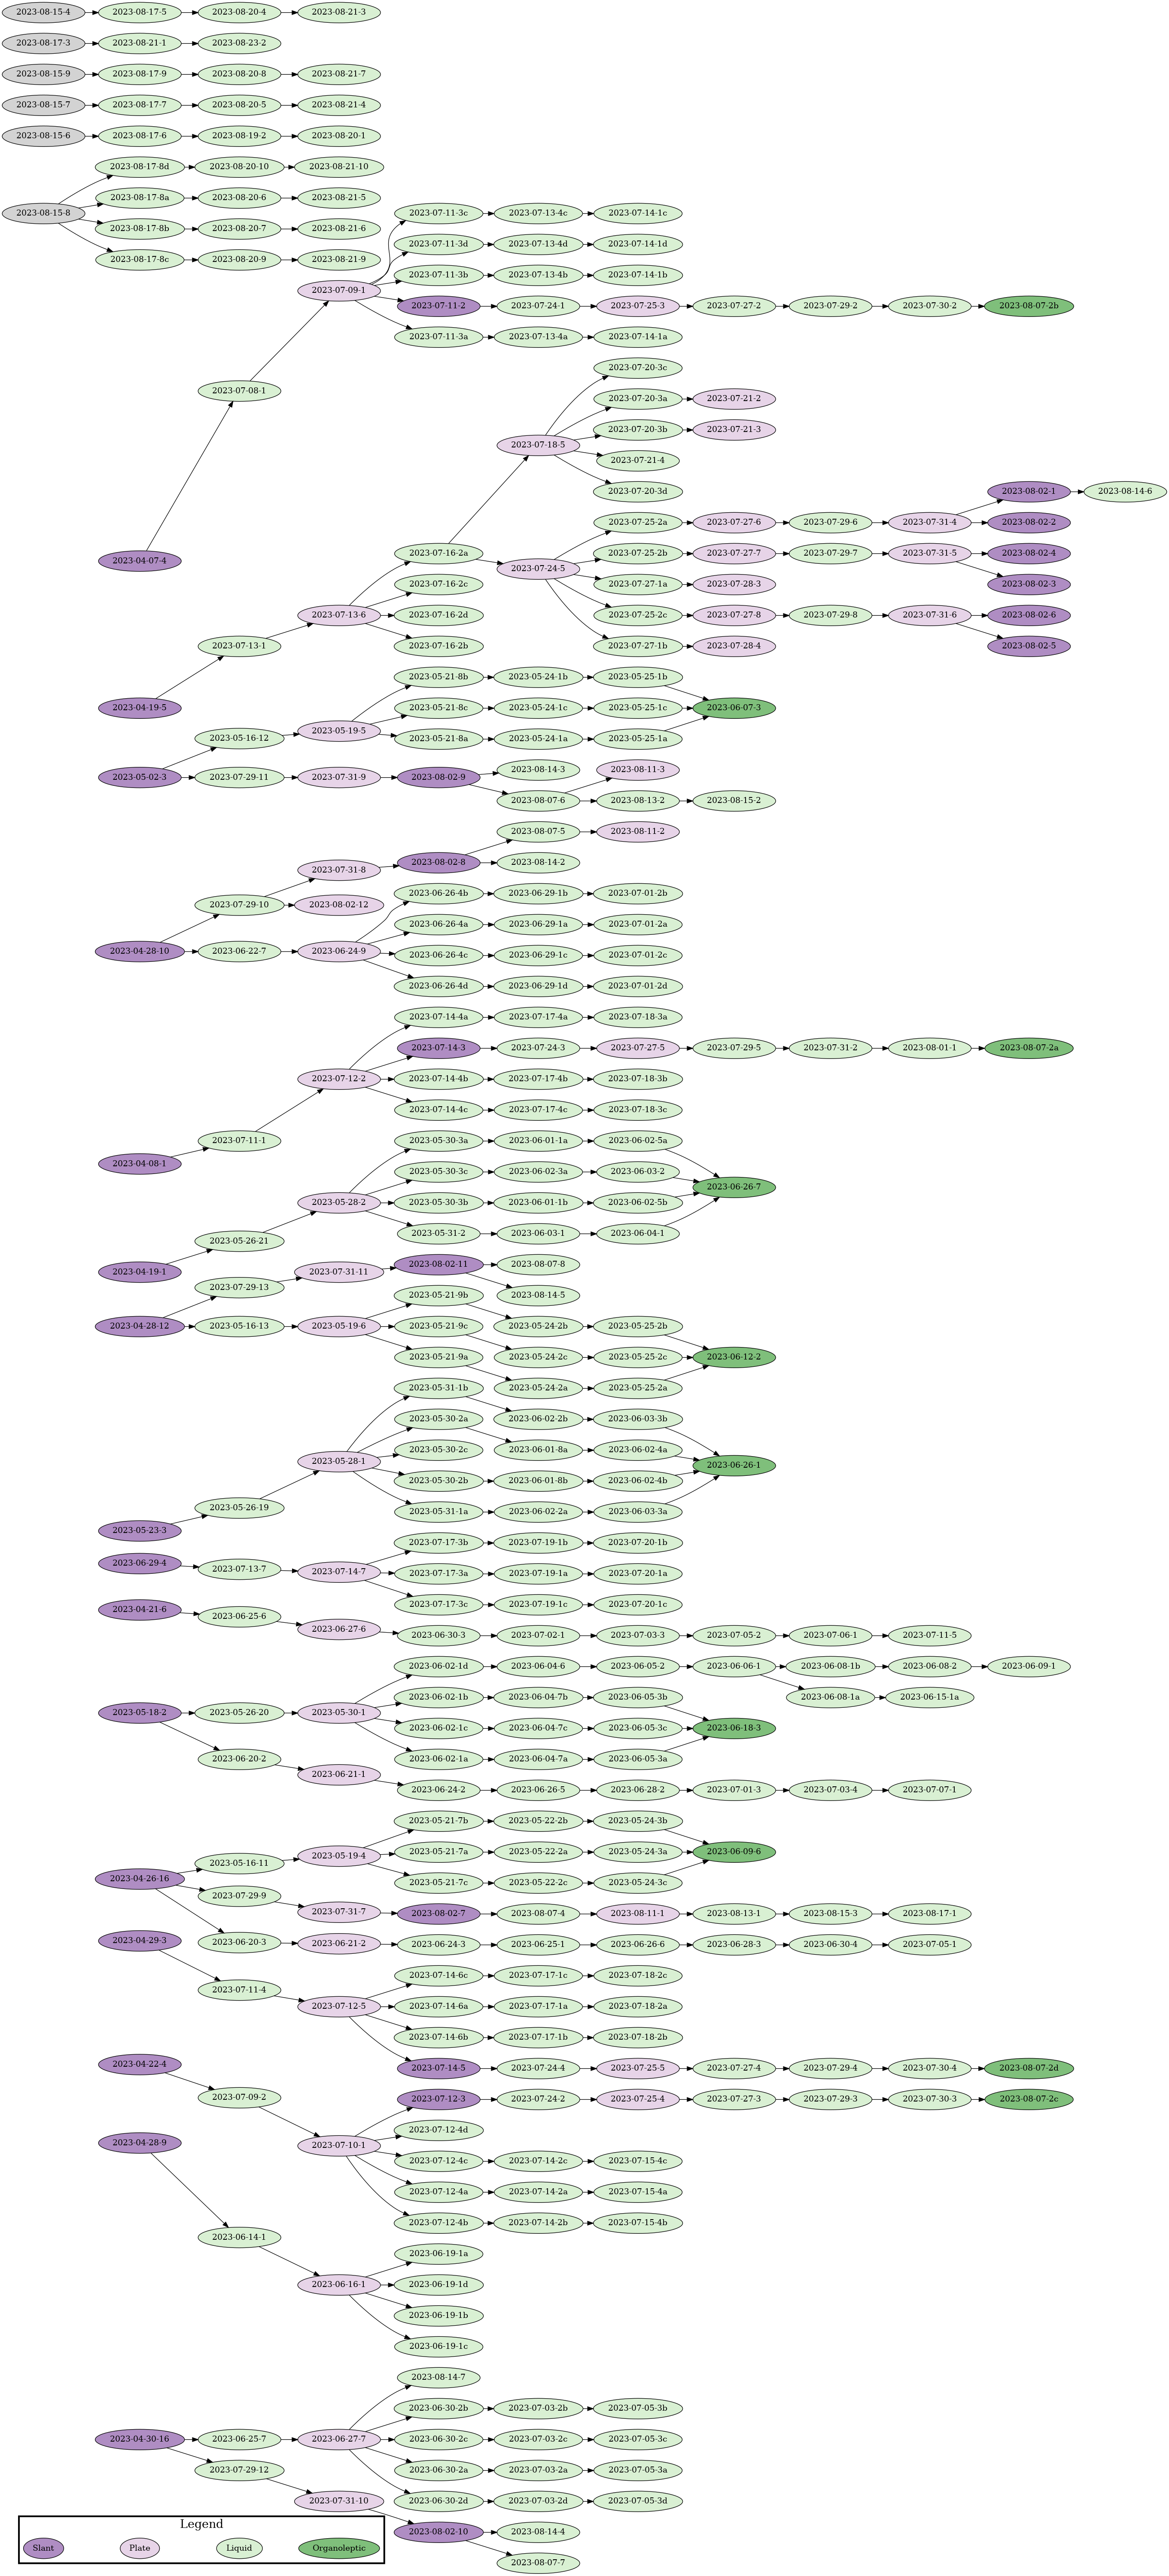 2023-08-15-4 2023-08-17-5 2023-08-20-4 2023-08-21-3
2023-08-17-3 2023-08-21-1 2023-08-23-2
2023-08-15-9 2023-08-17-9 2023-08-20-8 2023-08-21-7
2023-08-15-7 2023-08-17-7 2023-08-20-5 2023-08-21-4
2023-08-15-6 2023-08-17-6 2023-08-19-2 2023-08-20-1
2023-08-17-8d 2023-08-20-10 2023-08-21-10
2023-08-17-8a 2023-08-20-6 2023-08-21-5
2023-08-15-8 2023-07-11-3c 2023-07-13-4c 2023-07-14-1c
2023-08-17-8b 2023-08-20-7 2023-08-21-6
2023-07-11-3d 2023-07-13-4d 2023-07-14-1d
2023-08-17-8c 2023-08-20-9 2023-08-21-9
2023-07-11-3b 2023-07-13-4b 2023-07-14-1b
2023-07-09-1
2023-07-11-2 2023-07-24-1 2023-07-25-3 2023-07-27-2 2023-07-29-2 2023-07-30-2 2023-08-07-2b
2023-07-11-3a 2023-07-13-4a 2023-07-14-1a
2023-07-20-3c
2023-07-08-1
2023-07-20-3a 2023-07-21-2
2023-07-20-3b 2023-07-21-3
2023-07-18-5
2023-07-21-4
2023-07-20-3d 2023-08-02-1 2023-08-14-6
2023-07-25-2a 2023-07-27-6 2023-07-29-6 2023-07-31-4 2023-08-02-2
2023-07-16-2a 2023-07-25-2b 2023-07-27-7 2023-07-29-7 2023-07-31-5 2023-08-02-4
2023-04-07-4
2023-07-24-5
2023-07-16-2c 2023-07-27-1a 2023-07-28-3 2023-08-02-3
2023-07-13-6 2023-07-16-2d 2023-07-25-2c 2023-07-27-8 2023-07-29-8 2023-07-31-6 2023-08-02-6
2023-07-13-1 2023-07-16-2b 2023-07-27-1b 2023-07-28-4 2023-08-02-5
2023-05-21-8b 2023-05-24-1b 2023-05-25-1b
2023-04-19-5 2023-05-21-8c 2023-05-24-1c 2023-05-25-1c 2023-06-07-3
2023-05-19-5
2023-05-16-12 2023-05-21-8a 2023-05-24-1a 2023-05-25-1a
2023-08-14-3 2023-08-11-3
2023-05-02-3 2023-07-29-11 2023-07-31-9 2023-08-02-9
2023-08-07-6 2023-08-13-2 2023-08-15-2
2023-08-07-5 2023-08-11-2
2023-08-02-8 2023-08-14-2
2023-07-31-8
2023-06-26-4b 2023-06-29-1b 2023-07-01-2b
2023-07-29-10 2023-08-02-12
2023-06-26-4a 2023-06-29-1a 2023-07-01-2a
2023-04-28-10 2023-06-22-7 2023-06-24-9 2023-06-26-4c 2023-06-29-1c 2023-07-01-2c
2023-06-26-4d 2023-06-29-1d 2023-07-01-2d
2023-07-14-4a 2023-07-17-4a 2023-07-18-3a
2023-07-14-3 2023-07-24-3 2023-07-27-5 2023-07-29-5 2023-07-31-2 2023-08-01-1 2023-08-07-2a
2023-07-12-2 2023-07-14-4b 2023-07-17-4b 2023-07-18-3b
2023-07-14-4c 2023-07-17-4c 2023-07-18-3c
2023-07-11-1 2023-05-30-3a 2023-06-01-1a 2023-06-02-5a
2023-04-08-1
2023-05-30-3c 2023-06-02-3a 2023-06-03-2
2023-06-26-7
2023-05-28-2 2023-05-30-3b 2023-06-01-1b 2023-06-02-5b
2023-05-31-2 2023-06-03-1 2023-06-04-1
2023-05-26-21
2023-08-02-11 2023-08-07-8
2023-04-19-1 2023-07-31-11
2023-07-29-13
2023-05-21-9b 2023-08-14-5
2023-04-28-12 2023-05-16-13 2023-05-19-6 2023-05-21-9c 2023-05-24-2b 2023-05-25-2b
2023-05-21-9a 2023-05-24-2c 2023-05-25-2c 2023-06-12-2
2023-05-31-1b 2023-05-24-2a 2023-05-25-2a
2023-05-30-2a 2023-06-02-2b 2023-06-03-3b
2023-05-30-2c 2023-06-01-8a 2023-06-02-4a
2023-05-28-1 2023-06-26-1
2023-05-30-2b 2023-06-01-8b 2023-06-02-4b
2023-05-26-19 2023-05-31-1a 2023-06-02-2a 2023-06-03-3a
2023-05-23-3
2023-07-17-3b 2023-07-19-1b 2023-07-20-1b
2023-06-29-4
2023-07-13-7 2023-07-14-7 2023-07-17-3a 2023-07-19-1a 2023-07-20-1a
2023-07-17-3c 2023-07-19-1c 2023-07-20-1c
2023-04-21-6
2023-06-25-6
2023-06-27-6 2023-06-30-3 2023-07-02-1 2023-07-03-3 2023-07-05-2 2023-07-06-1 2023-07-11-5
2023-06-02-1d 2023-06-04-6 2023-06-05-2 2023-06-06-1 2023-06-08-1b 2023-06-08-2 2023-06-09-1
2023-06-02-1b 2023-06-04-7b 2023-06-05-3b 2023-06-08-1a 2023-06-15-1a
2023-05-18-2 2023-05-26-20 2023-05-30-1
2023-06-02-1c 2023-06-04-7c 2023-06-05-3c 2023-06-18-3
2023-06-20-2 2023-06-02-1a 2023-06-04-7a 2023-06-05-3a
2023-06-21-1
2023-06-24-2 2023-06-26-5 2023-06-28-2 2023-07-01-3 2023-07-03-4 2023-07-07-1
2023-05-21-7b 2023-05-22-2b 2023-05-24-3b
2023-05-19-4 2023-05-21-7a 2023-05-22-2a 2023-05-24-3a 2023-06-09-6
2023-05-16-11
2023-04-26-16 2023-05-21-7c 2023-05-22-2c 2023-05-24-3c
2023-07-29-9
2023-07-31-7 2023-08-02-7 2023-08-07-4 2023-08-11-1 2023-08-13-1 2023-08-15-3 2023-08-17-1
2023-04-29-3 2023-06-20-3 2023-06-21-2 2023-06-24-3 2023-06-25-1 2023-06-26-6 2023-06-28-3 2023-06-30-4 2023-07-05-1
2023-07-14-6c 2023-07-17-1c 2023-07-18-2c
2023-07-11-4
2023-07-12-5 2023-07-14-6a 2023-07-17-1a 2023-07-18-2a
2023-07-14-6b 2023-07-17-1b 2023-07-18-2b
2023-04-22-4 2023-07-14-5 2023-07-24-4 2023-07-25-5 2023-07-27-4 2023-07-29-4 2023-07-30-4 2023-08-07-2d
2023-07-09-2 2023-07-12-3 2023-07-24-2 2023-07-25-4 2023-07-27-3 2023-07-29-3 2023-07-30-3 2023-08-07-2c
2023-07-12-4d
2023-04-28-9 2023-07-10-1
2023-07-12-4c 2023-07-14-2c 2023-07-15-4c
2023-07-12-4a 2023-07-14-2a 2023-07-15-4a
2023-07-12-4b 2023-07-14-2b 2023-07-15-4b
2023-06-14-1
2023-06-19-1a
2023-06-16-1 2023-06-19-1d
2023-06-19-1b
2023-06-19-1c
2023-08-14-7
2023-06-30-2b 2023-07-03-2b 2023-07-05-3b
2023-04-30-16 2023-06-25-7 2023-06-27-7 2023-06-30-2c 2023-07-03-2c 2023-07-05-3c
2023-07-29-12 2023-06-30-2a 2023-07-03-2a 2023-07-05-3a
2023-07-31-10 2023-06-30-2d 2023-07-03-2d 2023-07-05-3d
Legend
2023-08-02-10 2023-08-14-4
Slant Plate Liquid Organoleptic
2023-08-07-7